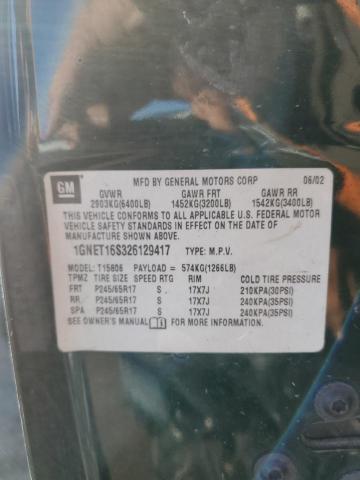 GM
MFD BY GENERAL MOTORS CORP 06/02
GVWR GAWR FRT GAWR RR
2903KG(6400LB) 1452KG(3200LB) 1542KG(3400LB)
THIS VEHICLE CONFORMS TO ALL APPLICABLE U.S. FEDERAL MOTOR
VEHICLE SAFETY STANDARDS IN EFFECT ON THE DATE OF
MANUFACTURE SHOWN ABOVE.
1GNET16S326129417 TYPE: M.P.V.
MODEL: T15806 PAYLOAD = 574KG(1266LB)
TPMZ TIRE SIZE SPEED RTG RIM COLD TIRE PRESSURE
FRT P245/65R17 S 17X7J 210KPA(30PSI)
RR P245/65R17 S 17X7J 240KPA(35PSI)
SPA P245/65R17 S 17X7J 240KPA(35PSI)
SEE OWNER'S MANUAL FOR MORE INFORMATION.